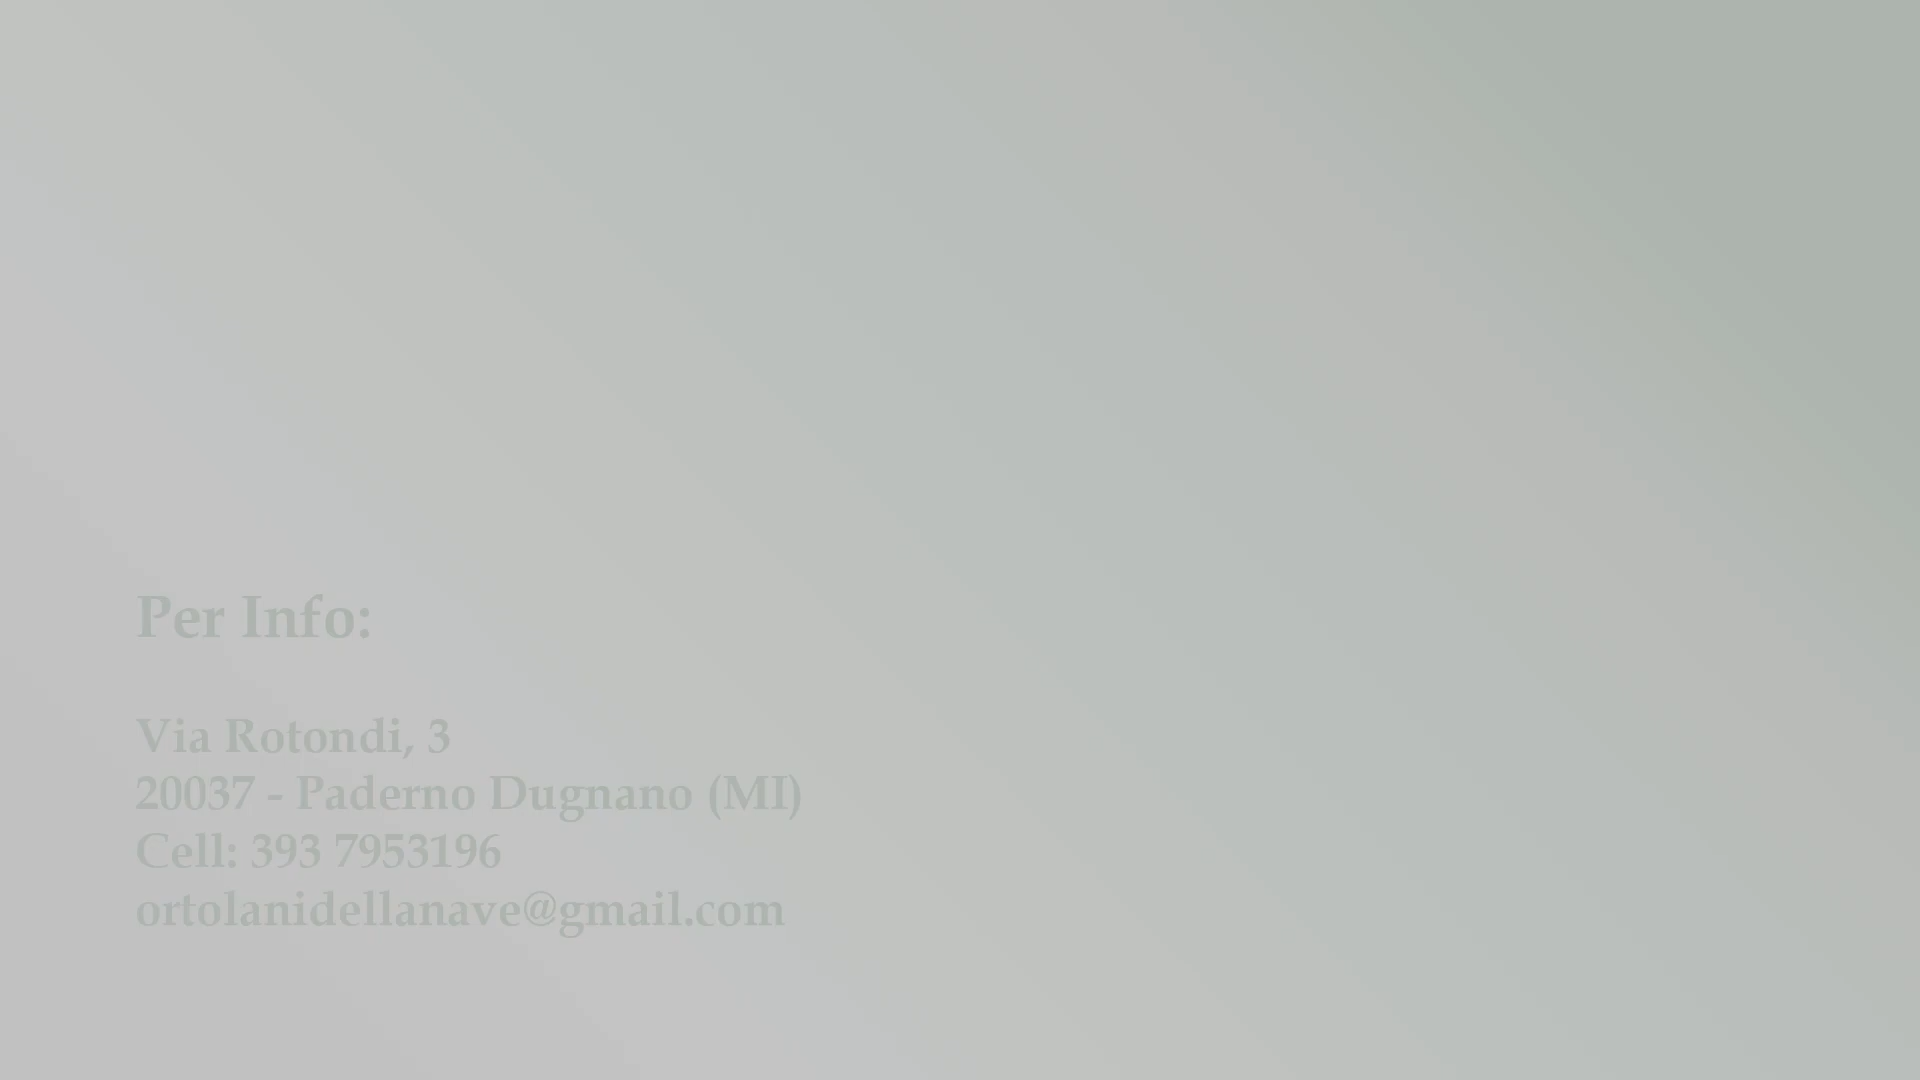 Per Info:
Via Rotondi, 3
20037 - Paderno Dugnano (MI)
Cell: 393 7953196
ortolanidellanave@gmail.com